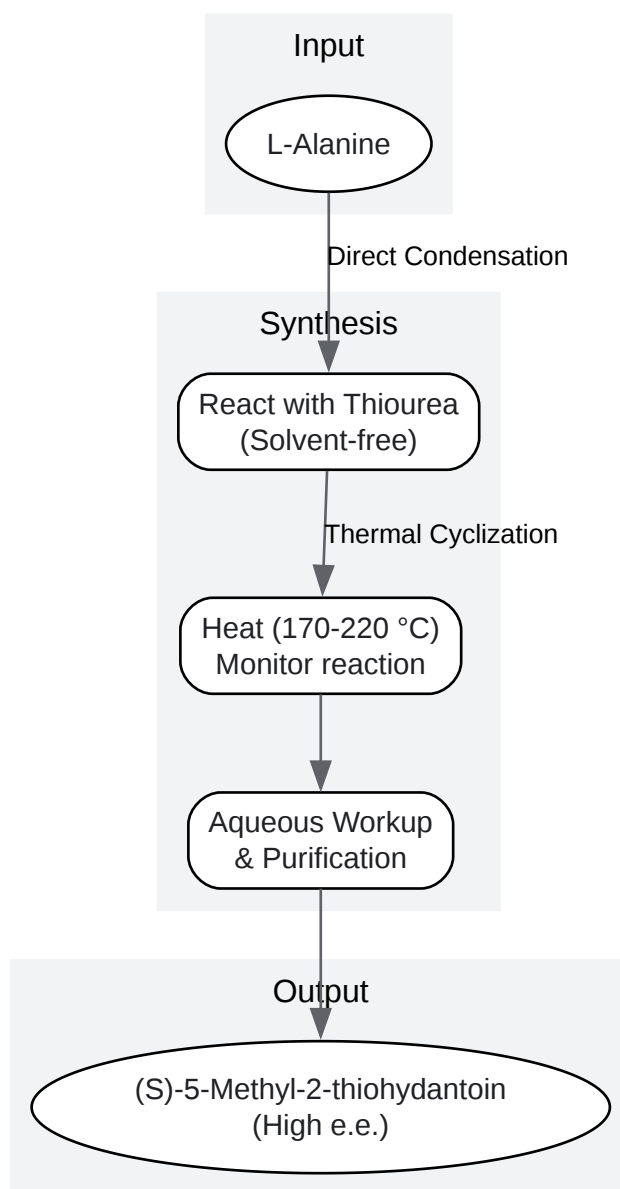 Input
L-Alanine
Direct Condensation
Synthesis
React with Thiourea
(Solvent-free)
Thermal Cyclization
Heat (170-220 °C)
Monitor reaction
Aqueous Workup
& Purification
Output
(S)-5-Methyl-2-thiohydantoin
(High e.e.)